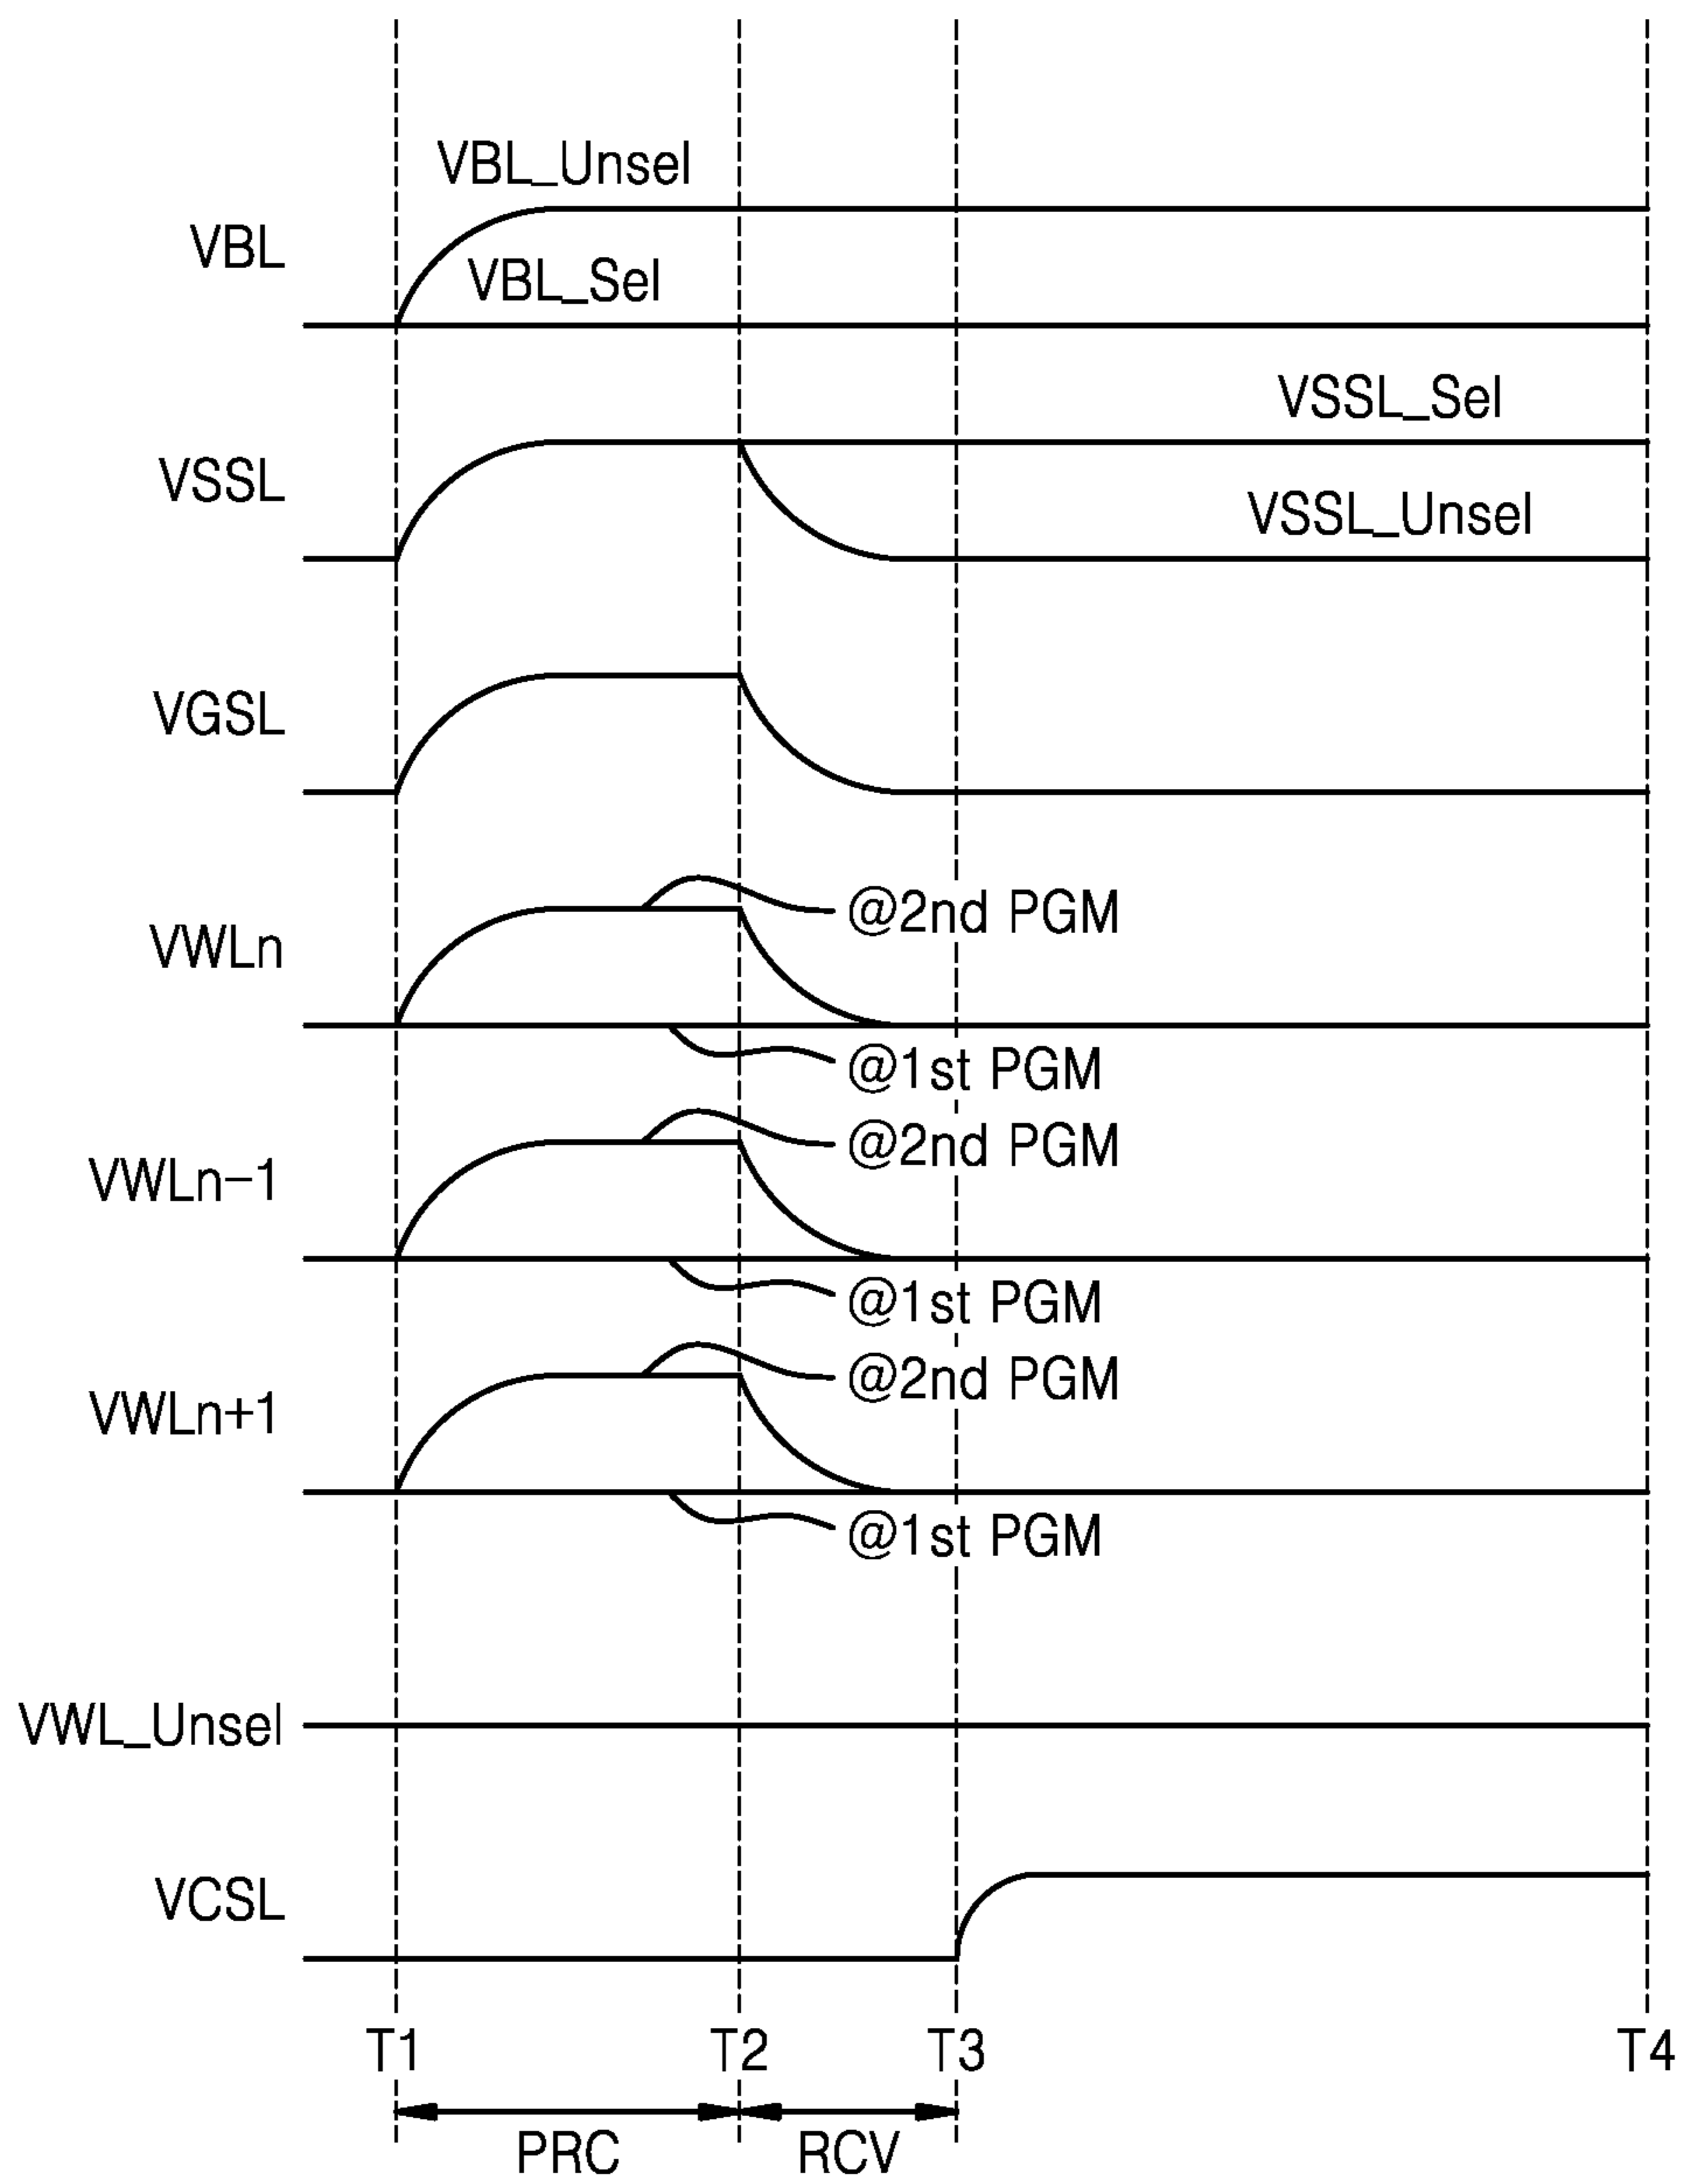 VBL_Unsel
VBL
VBL_Sel
VSSL_Sel
VSSL
VSSL_Unsel
VGSL
@2nd PGM
VWLn
@1st PGM
@2nd PGM
VWLn-1
@1st PGM
@2nd PGM
VWLn+1
@1st PGM
VWL_Unsel
VCSL
T1 T2 T3 T4
PRC RCV